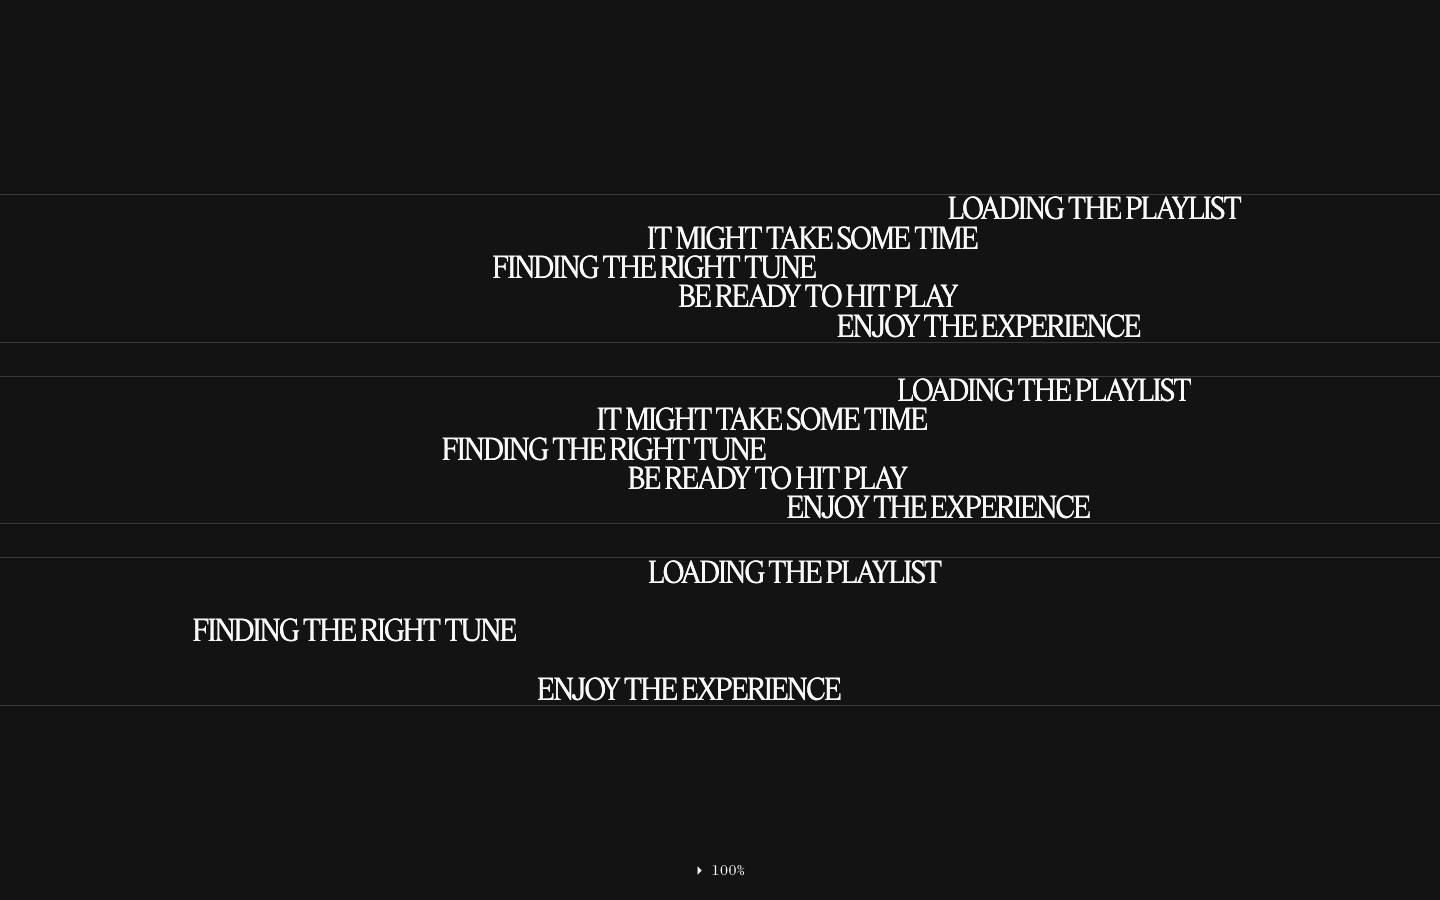 LOADING THE PLAYLIST
IT MIGHT TAKE SOME TIME
FINDING THE RIGHT TUNE
BE READY TO HIT PLAY
ENJOY THE EXPERIENCE
LOADING THE PLAYLIST
IT MIGHT TAKE SOME TIME
FINDING THE RIGHT TUNE
BE READY TO HIT PLAY
ENJOY THE EXPERIENCE
LOADING THE PLAYLIST
FINDING THE RIGHT TUNE
ENJOY THE EXPERIENCE
100%